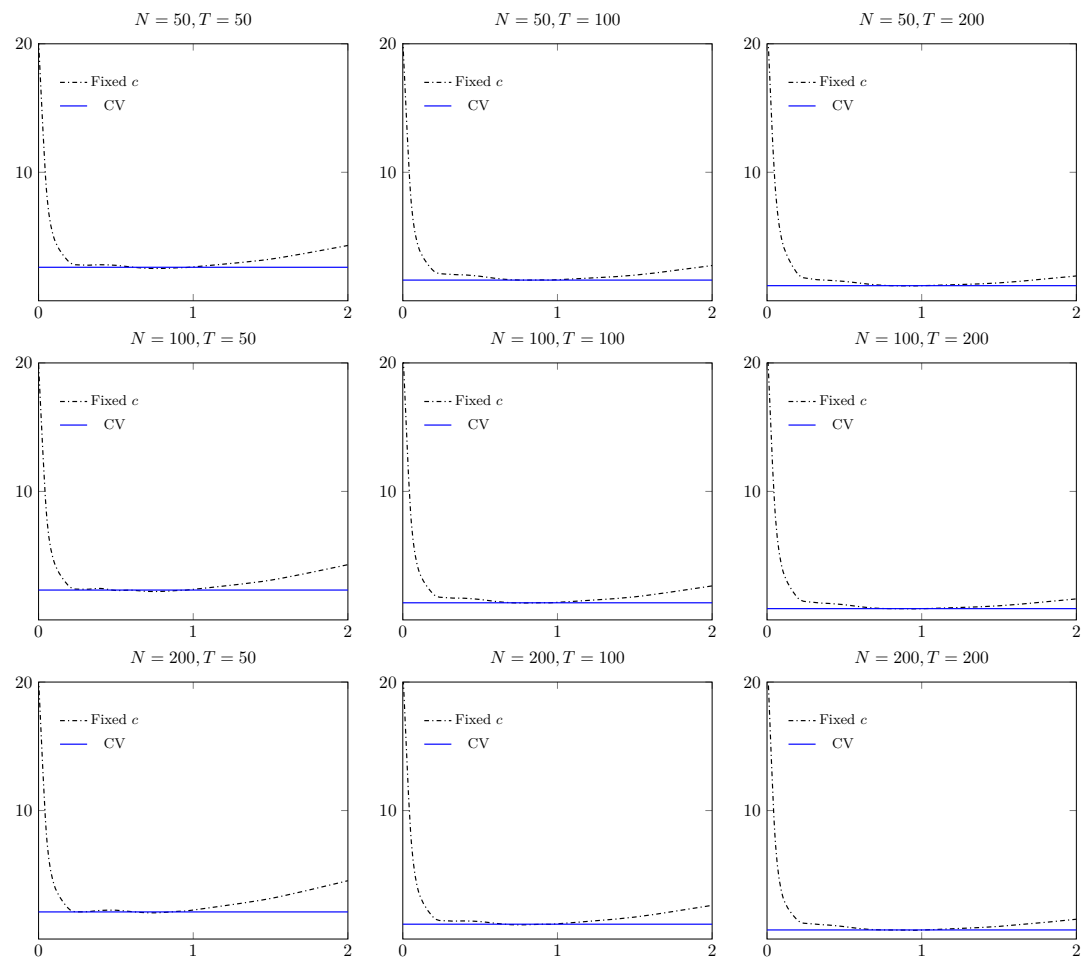 N = 50, T = 50
20
10
Fixed c
CV
0 1 2
N = 50, T = 100
20
10
Fixed c
CV
0 1 2
N = 50, T = 200
20
10
Fixed c
CV
0 1 2
N = 100, T = 50
20
10
Fixed c
CV
0 1 2
N = 100, T = 100
20
10
Fixed c
CV
0 1 2
N = 100, T = 200
20
10
Fixed c
CV
0 1 2
N = 200, T = 50
20
10
Fixed c
CV
0 1 2
N = 200, T = 100
20
10
Fixed c
CV
0 1 2
N = 200, T = 200
20
10
Fixed c
CV
0 1 2